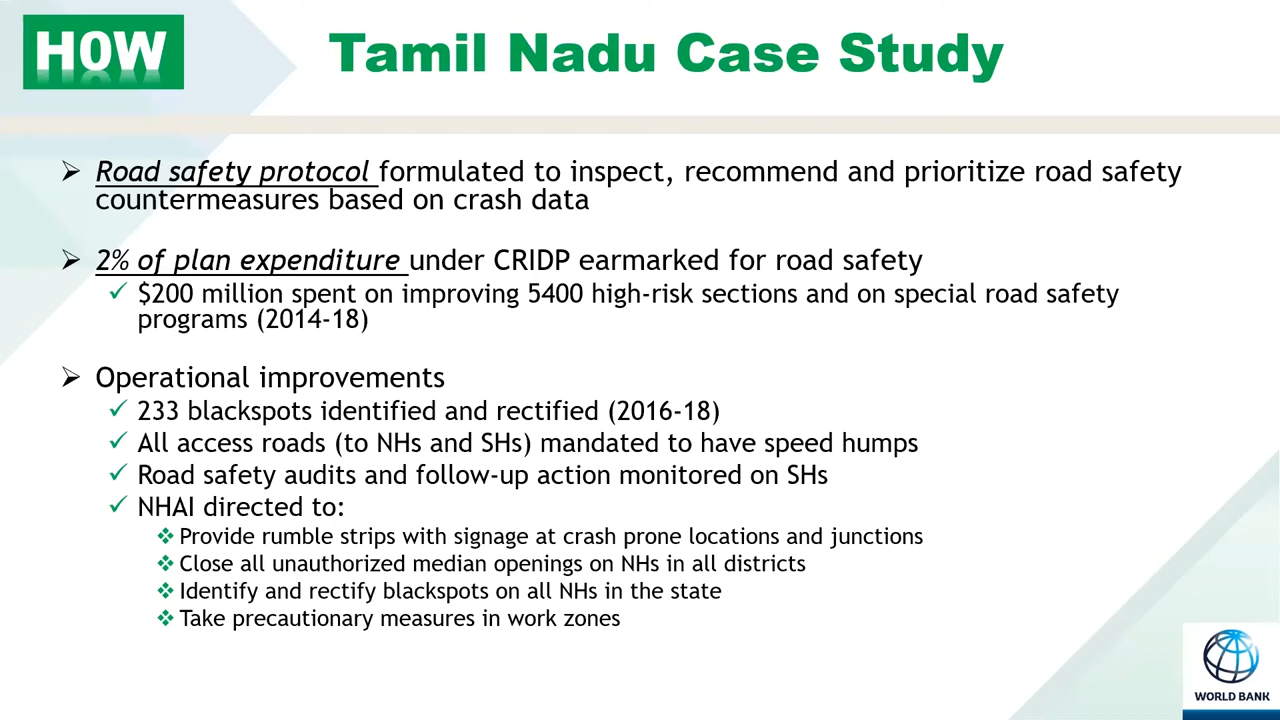 HOW
Tamil Nadu Case Study
➢ Road safety protocol formulated to inspect, recommend and prioritize road safety
countermeasures based on crash data
➢ 2% of plan expenditure under CRIDP earmarked for road safety
✓ $200 million spent on improving 5400 high-risk sections and on special road safety
programs (2014-18)
➢ Operational improvements
✓ 233 blackspots identified and rectified (2016-18)
✓ All access roads (to NHs and SHs) mandated to have speed humps
✓ Road safety audits and follow-up action monitored on SHs
✓ NHAI directed to:
❖ Provide rumble strips with signage at crash prone locations and junctions
❖ Close all unauthorized median openings on NHs in all districts
❖ Identify and rectify blackspots on all NHs in the state
❖ Take precautionary measures in work zones
WORLD BANK